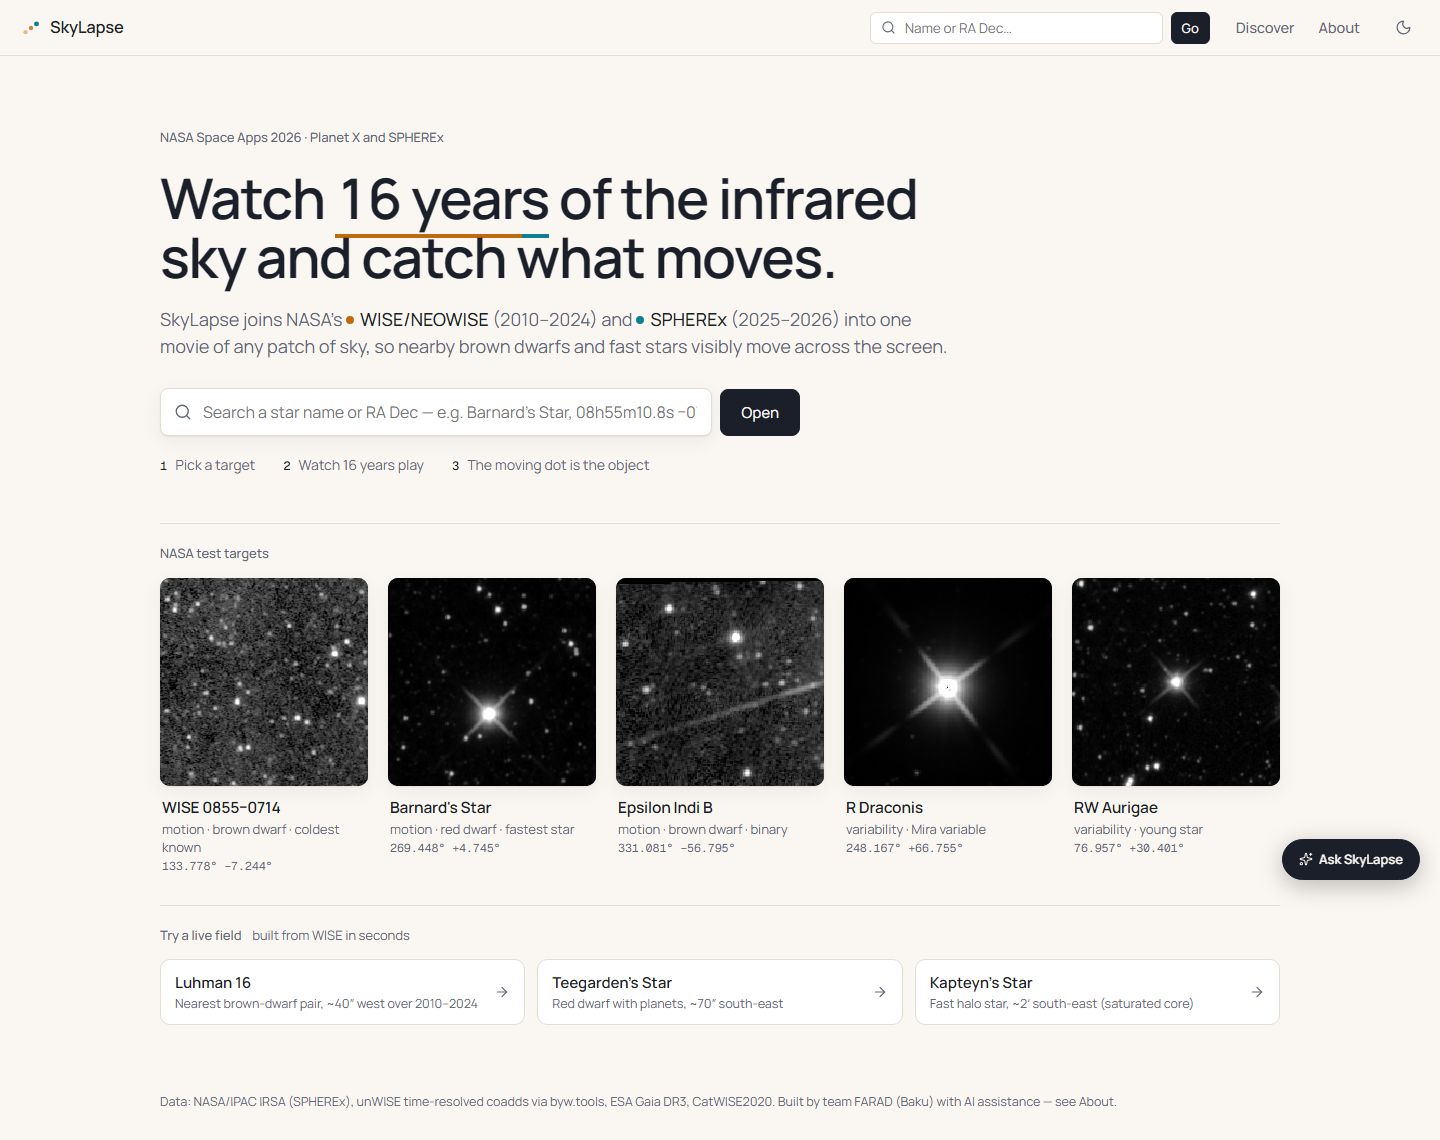 SkyLapse
Name or RA Dec...
Go
Discover
About
NASA Space Apps 2026 · Planet X and SPHEREx
Watch 16 years of the infrared
sky and catch what moves.
SkyLapse joins NASA's WISE/NEOWISE (2010–2024) and SPHEREx (2025–2026) into one
movie of any patch of sky, so nearby brown dwarfs and fast stars visibly move across the screen.
Search a star name or RA Dec — e.g. Barnard's Star, 08h55m10.8s −0
Open
1 Pick a target
2 Watch 16 years play
3 The moving dot is the object
NASA test targets
WISE 0855−0714
motion · brown dwarf · coldest
known
133.778° −7.244°
Barnard's Star
motion · red dwarf · fastest star
269.448° +4.745°
Epsilon Indi B
motion · brown dwarf · binary
331.081° −56.795°
R Draconis
variability · Mira variable
248.167° +66.755°
RW Aurigae
variability · young star
76.957° +30.401°
Ask SkyLapse
Try a live field built from WISE in seconds
Luhman 16
Nearest brown-dwarf pair, ~40″ west over 2010–2024
Teegarden's Star
Red dwarf with planets, ~70″ south-east
Kapteyn's Star
Fast halo star, ~2′ south-east (saturated core)
Data: NASA/IPAC IRSA (SPHEREx), unWISE time-resolved coadds via byw.tools, ESA Gaia DR3, CatWISE2020. Built by team FARAD (Baku) with AI assistance — see About.